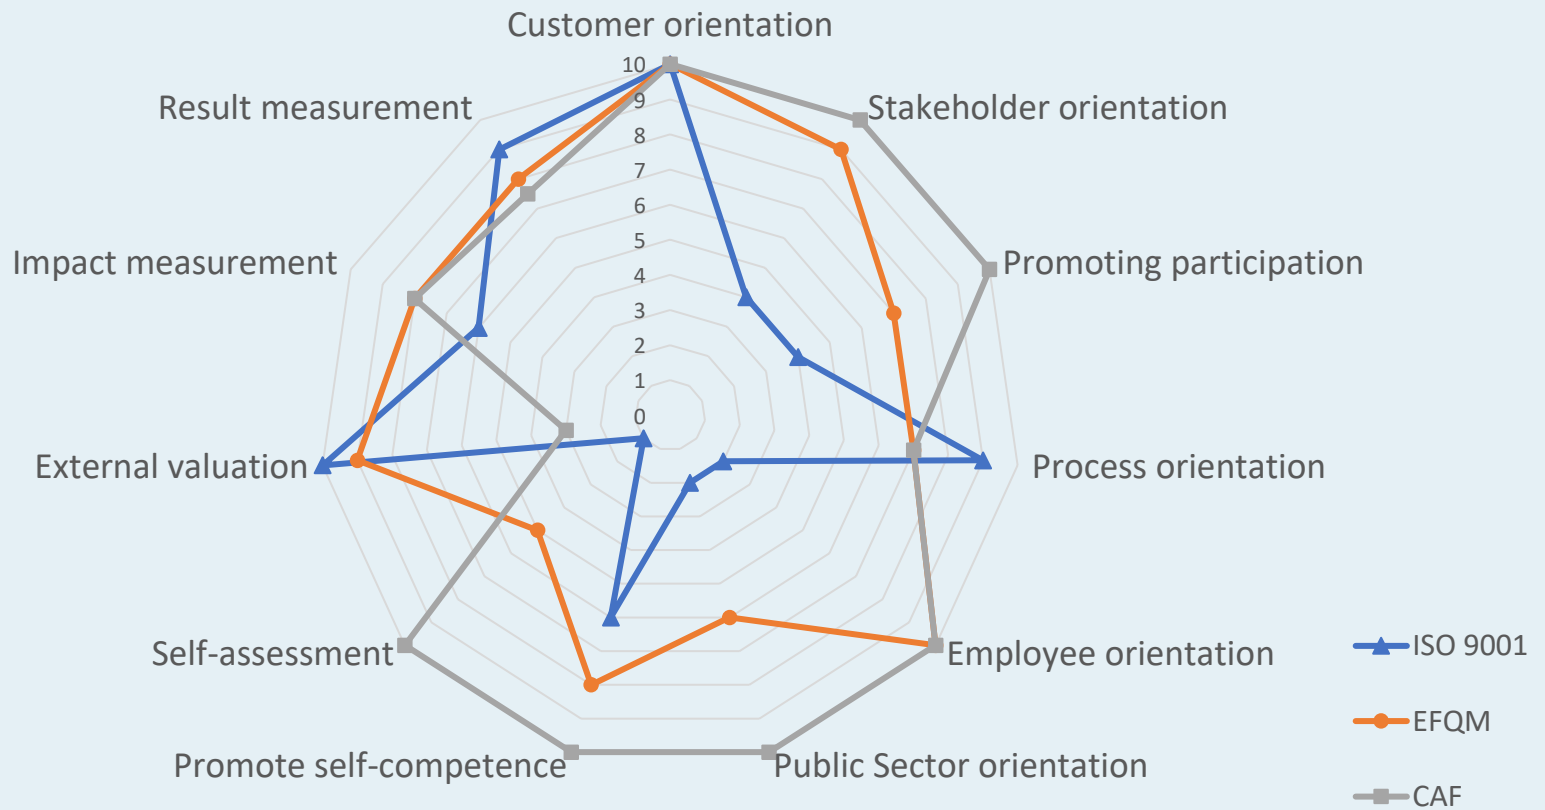 Customer orientation
Result measurement
Stakeholder orientation
Impact measurement
Promoting participation
External valuation
Process orientation
Self-assessment
Employee orientation
Promote self-competence
Public Sector orientation
10
9
8
7
6
5
4
3
2
1
0
ISO 9001
EFQM
CAF